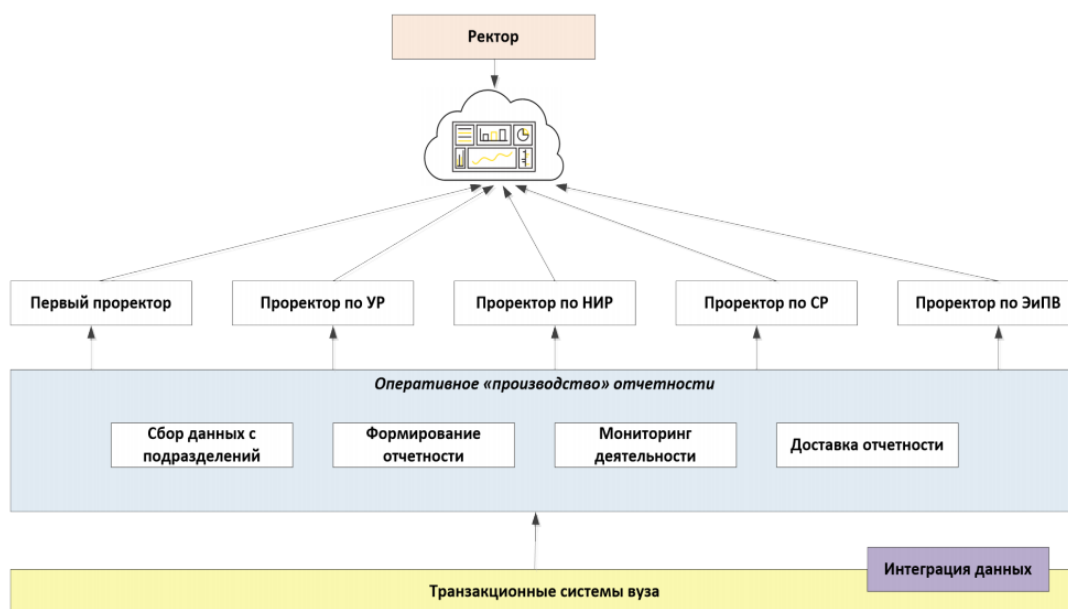 Ректор
Первый проректор
Проректор по УР
Проректор по НИР
Проректор по СР
Проректор по ЭиПВ
Оперативное «производство» отчетности
Сбор данных с
подразделений
Формирование
отчетности
Мониторинг
деятельности
Доставка отчетности
Интеграция данных
Транзакционные системы вуза